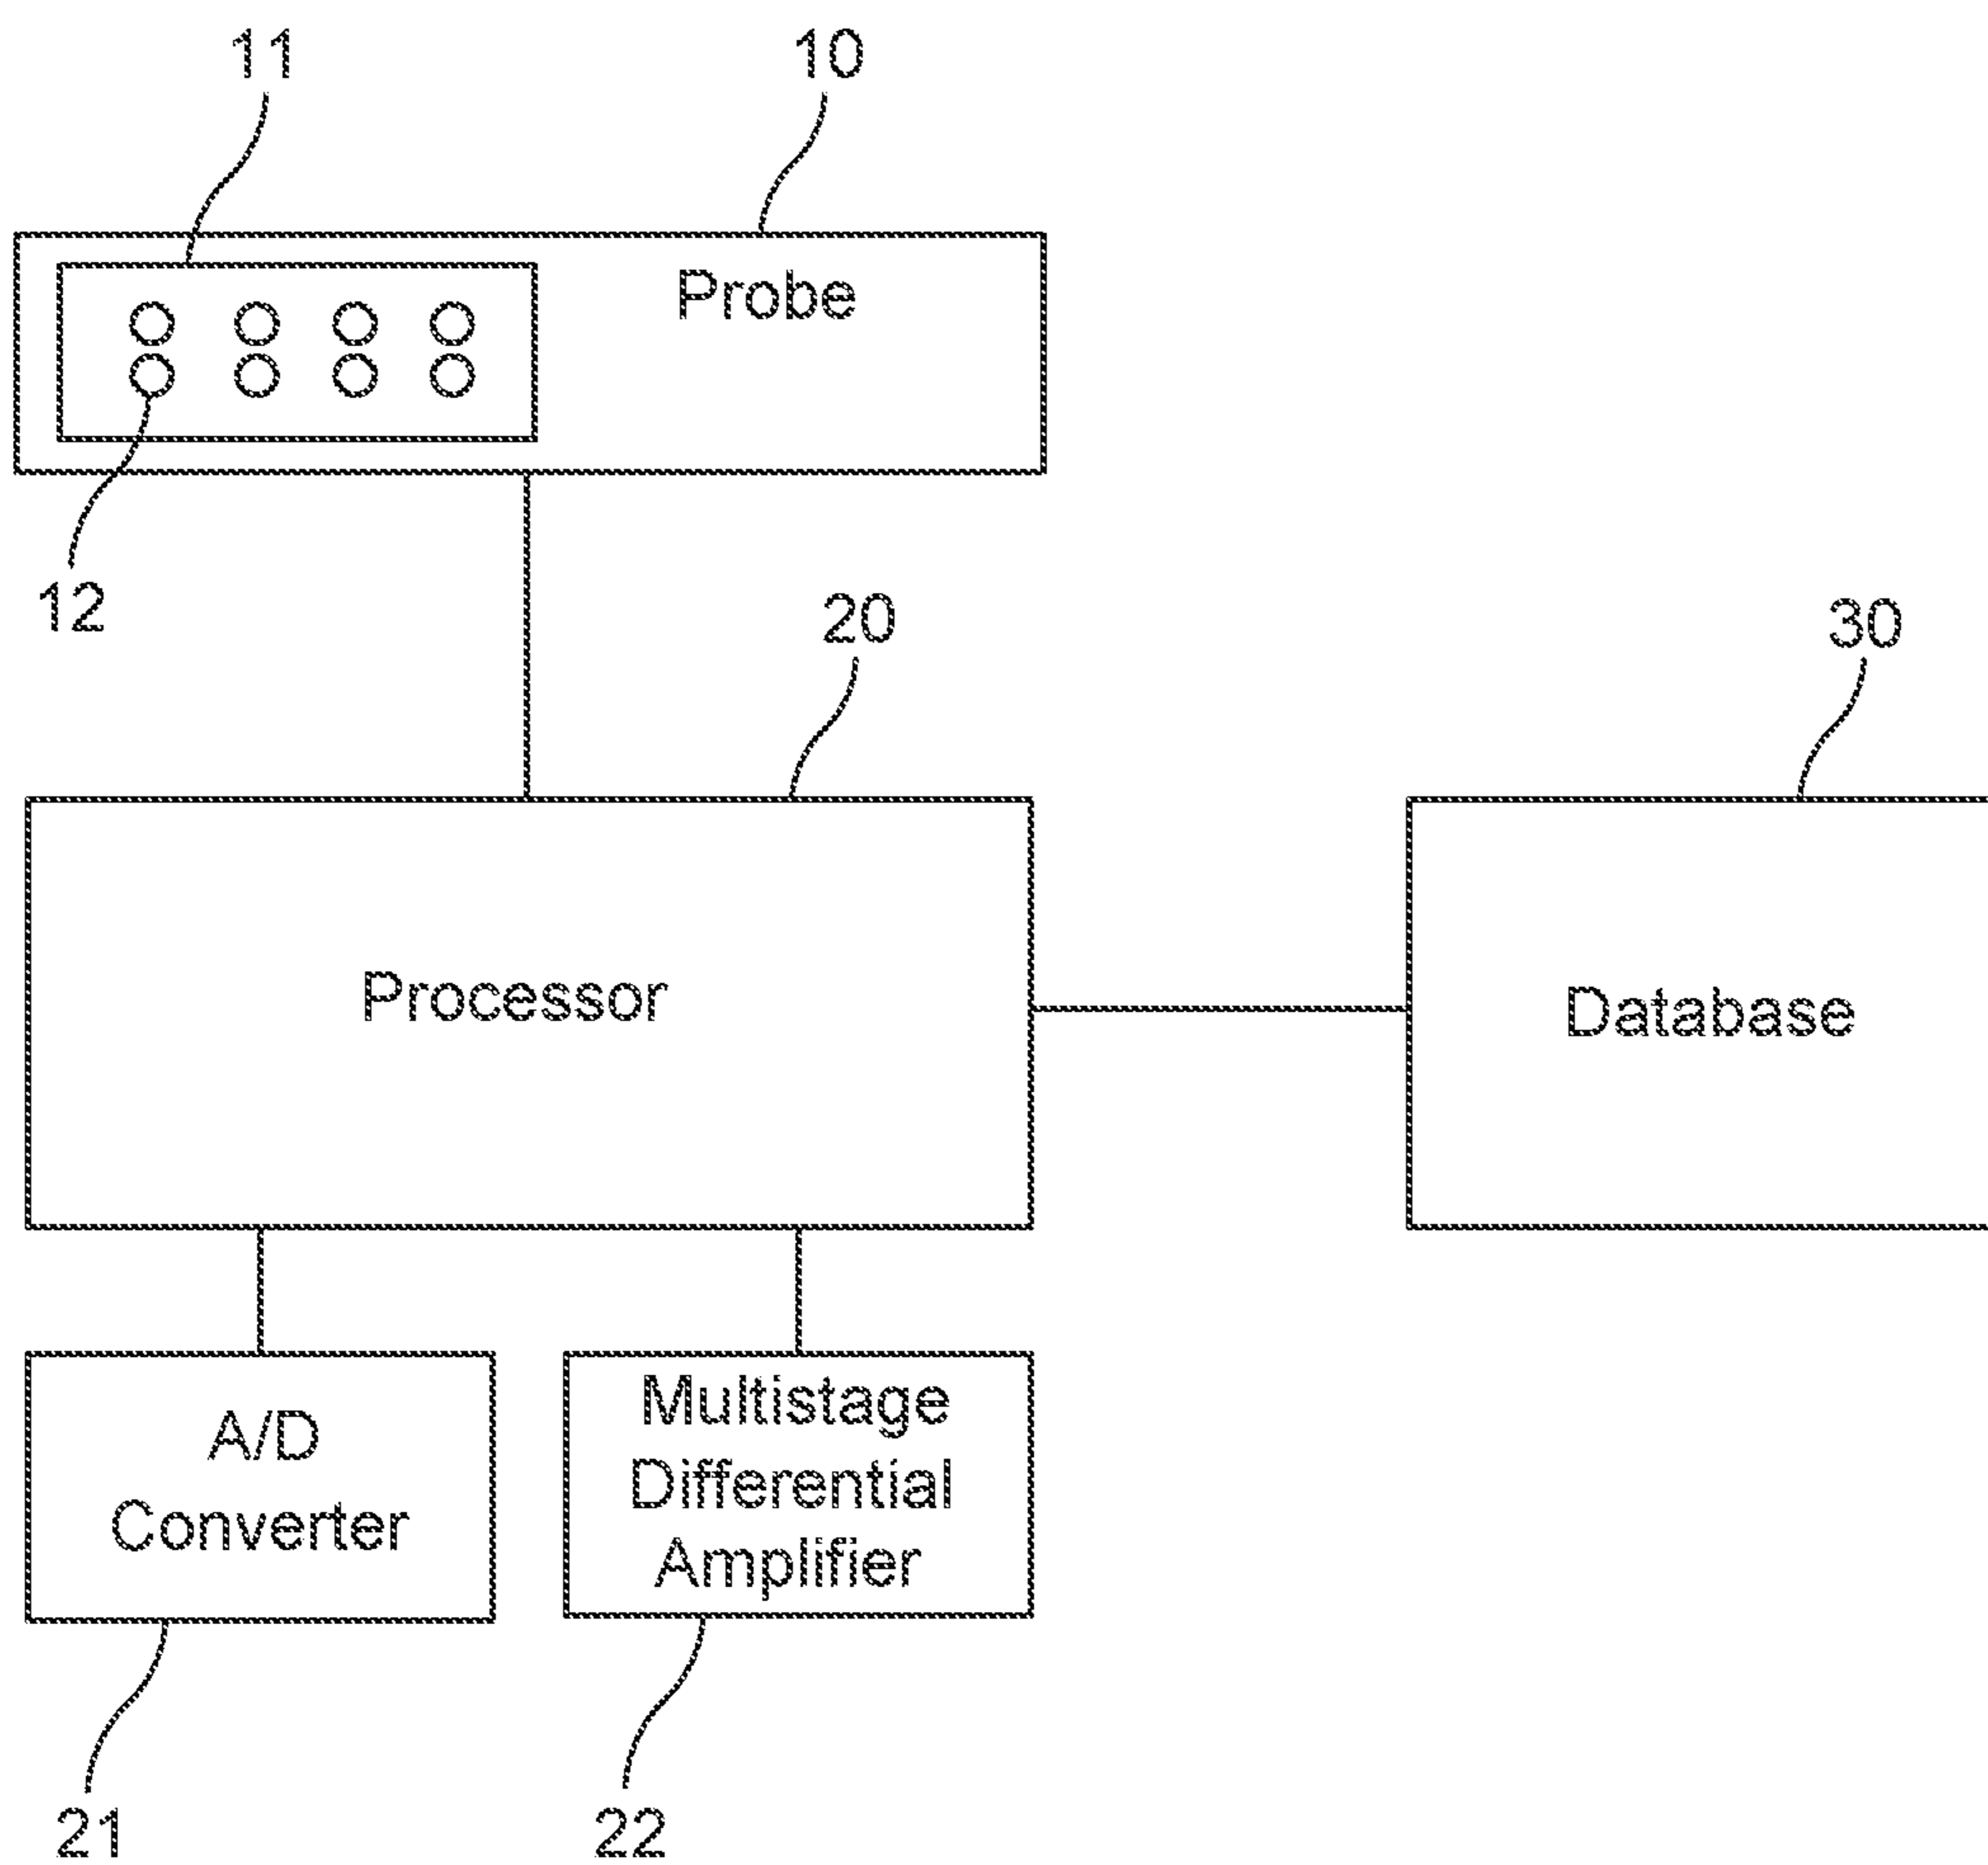 11
10
Probe
12
20
30
Processor
Database
A/D
Converter
Multistage
Differential
Amplifier
21
22